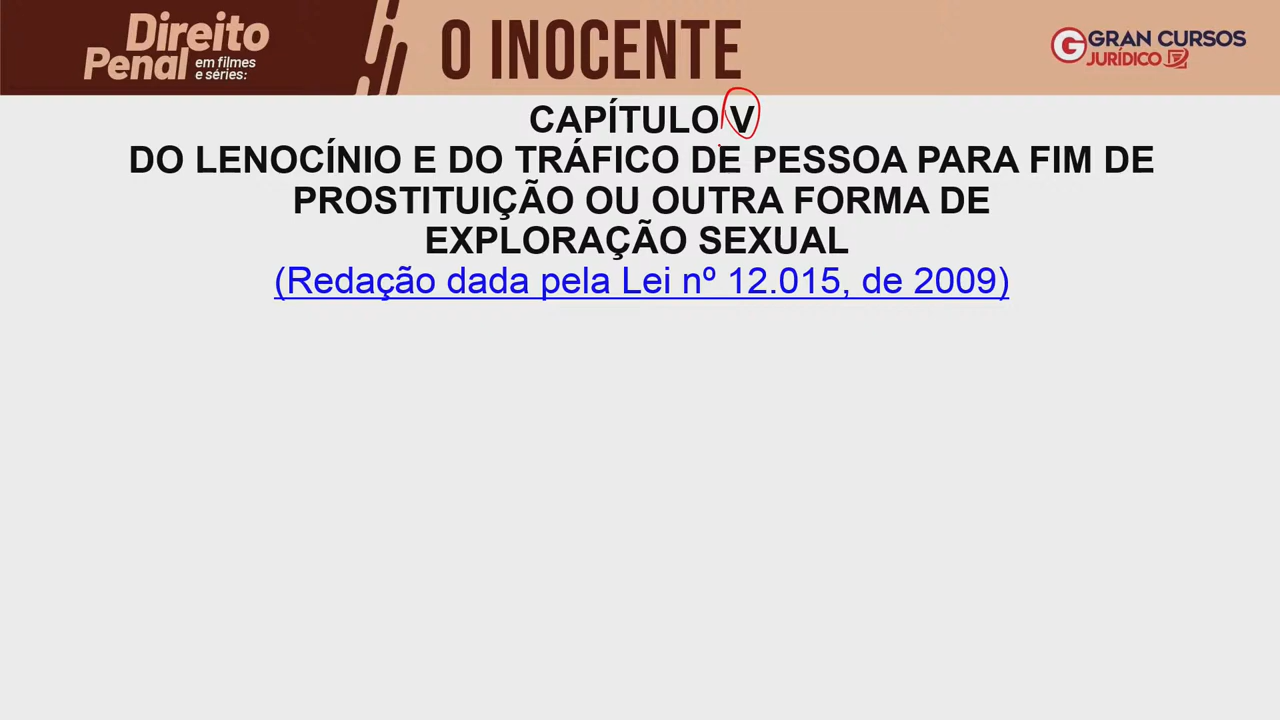 Direito
Penal em filmes
e séries:
O INOCENTE
GRAN CURSOS
JURÍDICO
CAPÍTULO V
DO LENOCÍNIO E DO TRÁFICO DE PESSOA PARA FIM DE
PROSTITUIÇÃO OU OUTRA FORMA DE
EXPLORAÇÃO SEXUAL
(Redação dada pela Lei nº 12.015, de 2009)